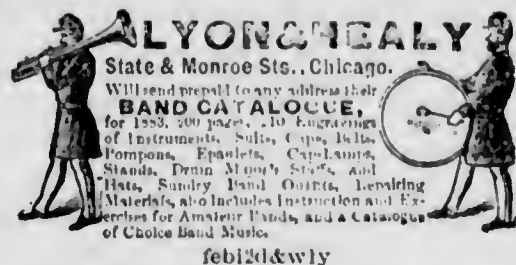 LYON & HEALY
State & Monroe Sts., Chicago.
Will send prepaid to any address their
BAND CATALOGUE,
for 1883, 200 pages, 210 Engravings
of Instruments, Suits, Caps, Belts,
Pompons, Epaulets, Cap-Lamps,
Stands, Drum Major's Staffs, and
Hats, Sundry Band Outfits, Repairing
Materials, also includes Instruction and Ex-
ercises for Amateur Bands, and a Catalogue
of Choice Band Music.
feb12d&wly